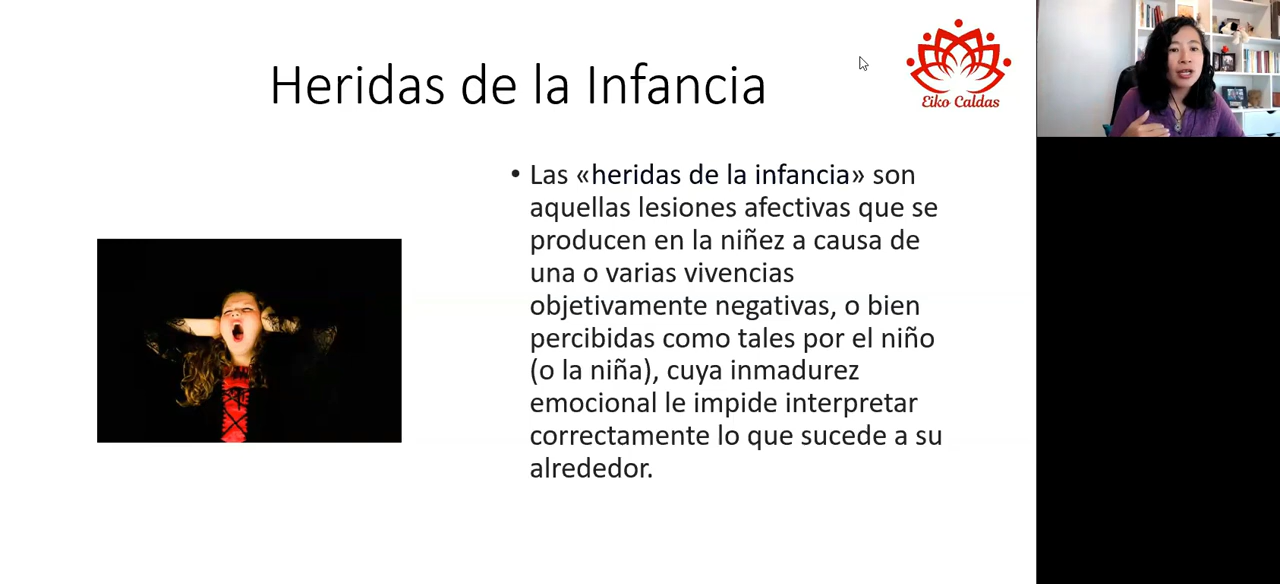 Heridas de la Infancia
Eiko Caldas
• Las «heridas de la infancia» son
aquellas lesiones afectivas que se
producen en la niñez a causa de
una o varias vivencias
objetivamente negativas, o bien
percibidas como tales por el niño
(o la niña), cuya inmadurez
emocional le impide interpretar
correctamente lo que sucede a su
alrededor.